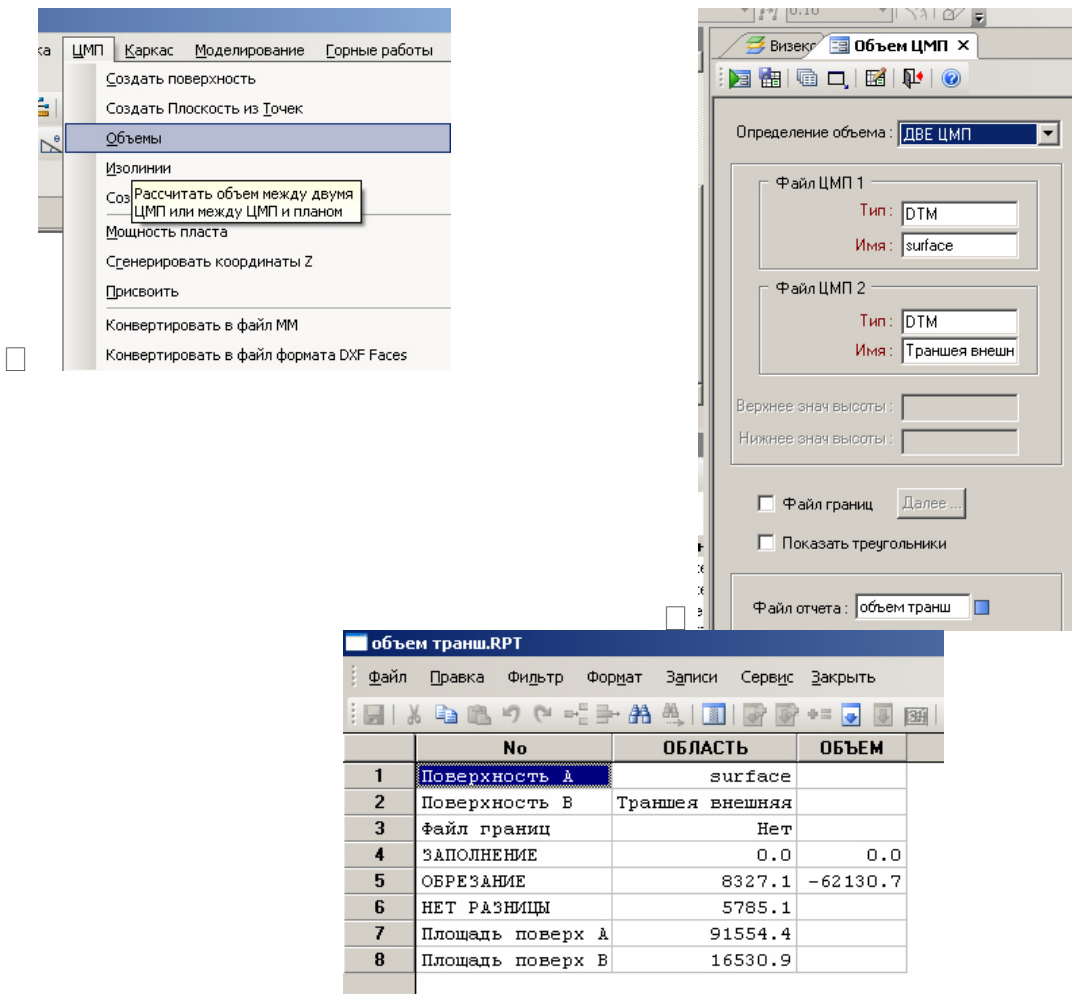 ка ЦМП Каркас Моделирование Горные работы
Создать поверхность
Создать Плоскость из Точек
Объемы
Изолинии
Соз
Рассчитать объем между двумя
ЦМП или между ЦМП и планом
Мощность пласта
Сгенерировать координаты Z
Присвоить
Конвертировать в файл ММ
Конвертировать в файл формата DXF Faces
0.10
Визекс Объем ЦМП X
Определение объема : ДВЕ ЦМП
Файл ЦМП 1
Тип : DTM
Имя : surface
Файл ЦМП 2
Тип : DTM
Имя : Траншея внешн
Верхнее знач высоты :
Нижнее знач высоты :
Файл границ Далее ...
Показать треугольники
Файл отчета : объем транш
объем транш.RPT
Файл Правка Фильтр Формат Записи Сервис Закрыть
No ОБЛАСТЬ ОБЪЕМ
1 Поверхность А surface
2 Поверхность В Траншея внешняя
3 Файл границ Нет
4 ЗАПОЛНЕНИЕ 0.0 0.0
5 ОБРЕЗАНИЕ 8327.1 -62130.7
6 НЕТ РАЗНИЦЫ 5785.1
7 Площадь поверх А 91554.4
8 Площадь поверх В 16530.9